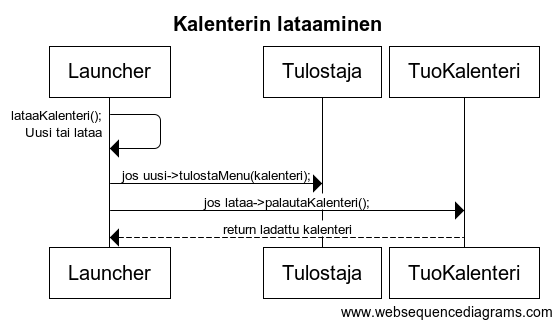 Kalenterin lataaminen
Launcher
Tulostaja
TuoKalenteri
lataaKalenteri();
Uusi tai lataa
jos uusi->tulostaMenu(kalenteri);
jos lataa->palautaKalenteri();
return ladattu kalenteri
Launcher
Tulostaja
TuoKalenteri
www.websequencediagrams.com